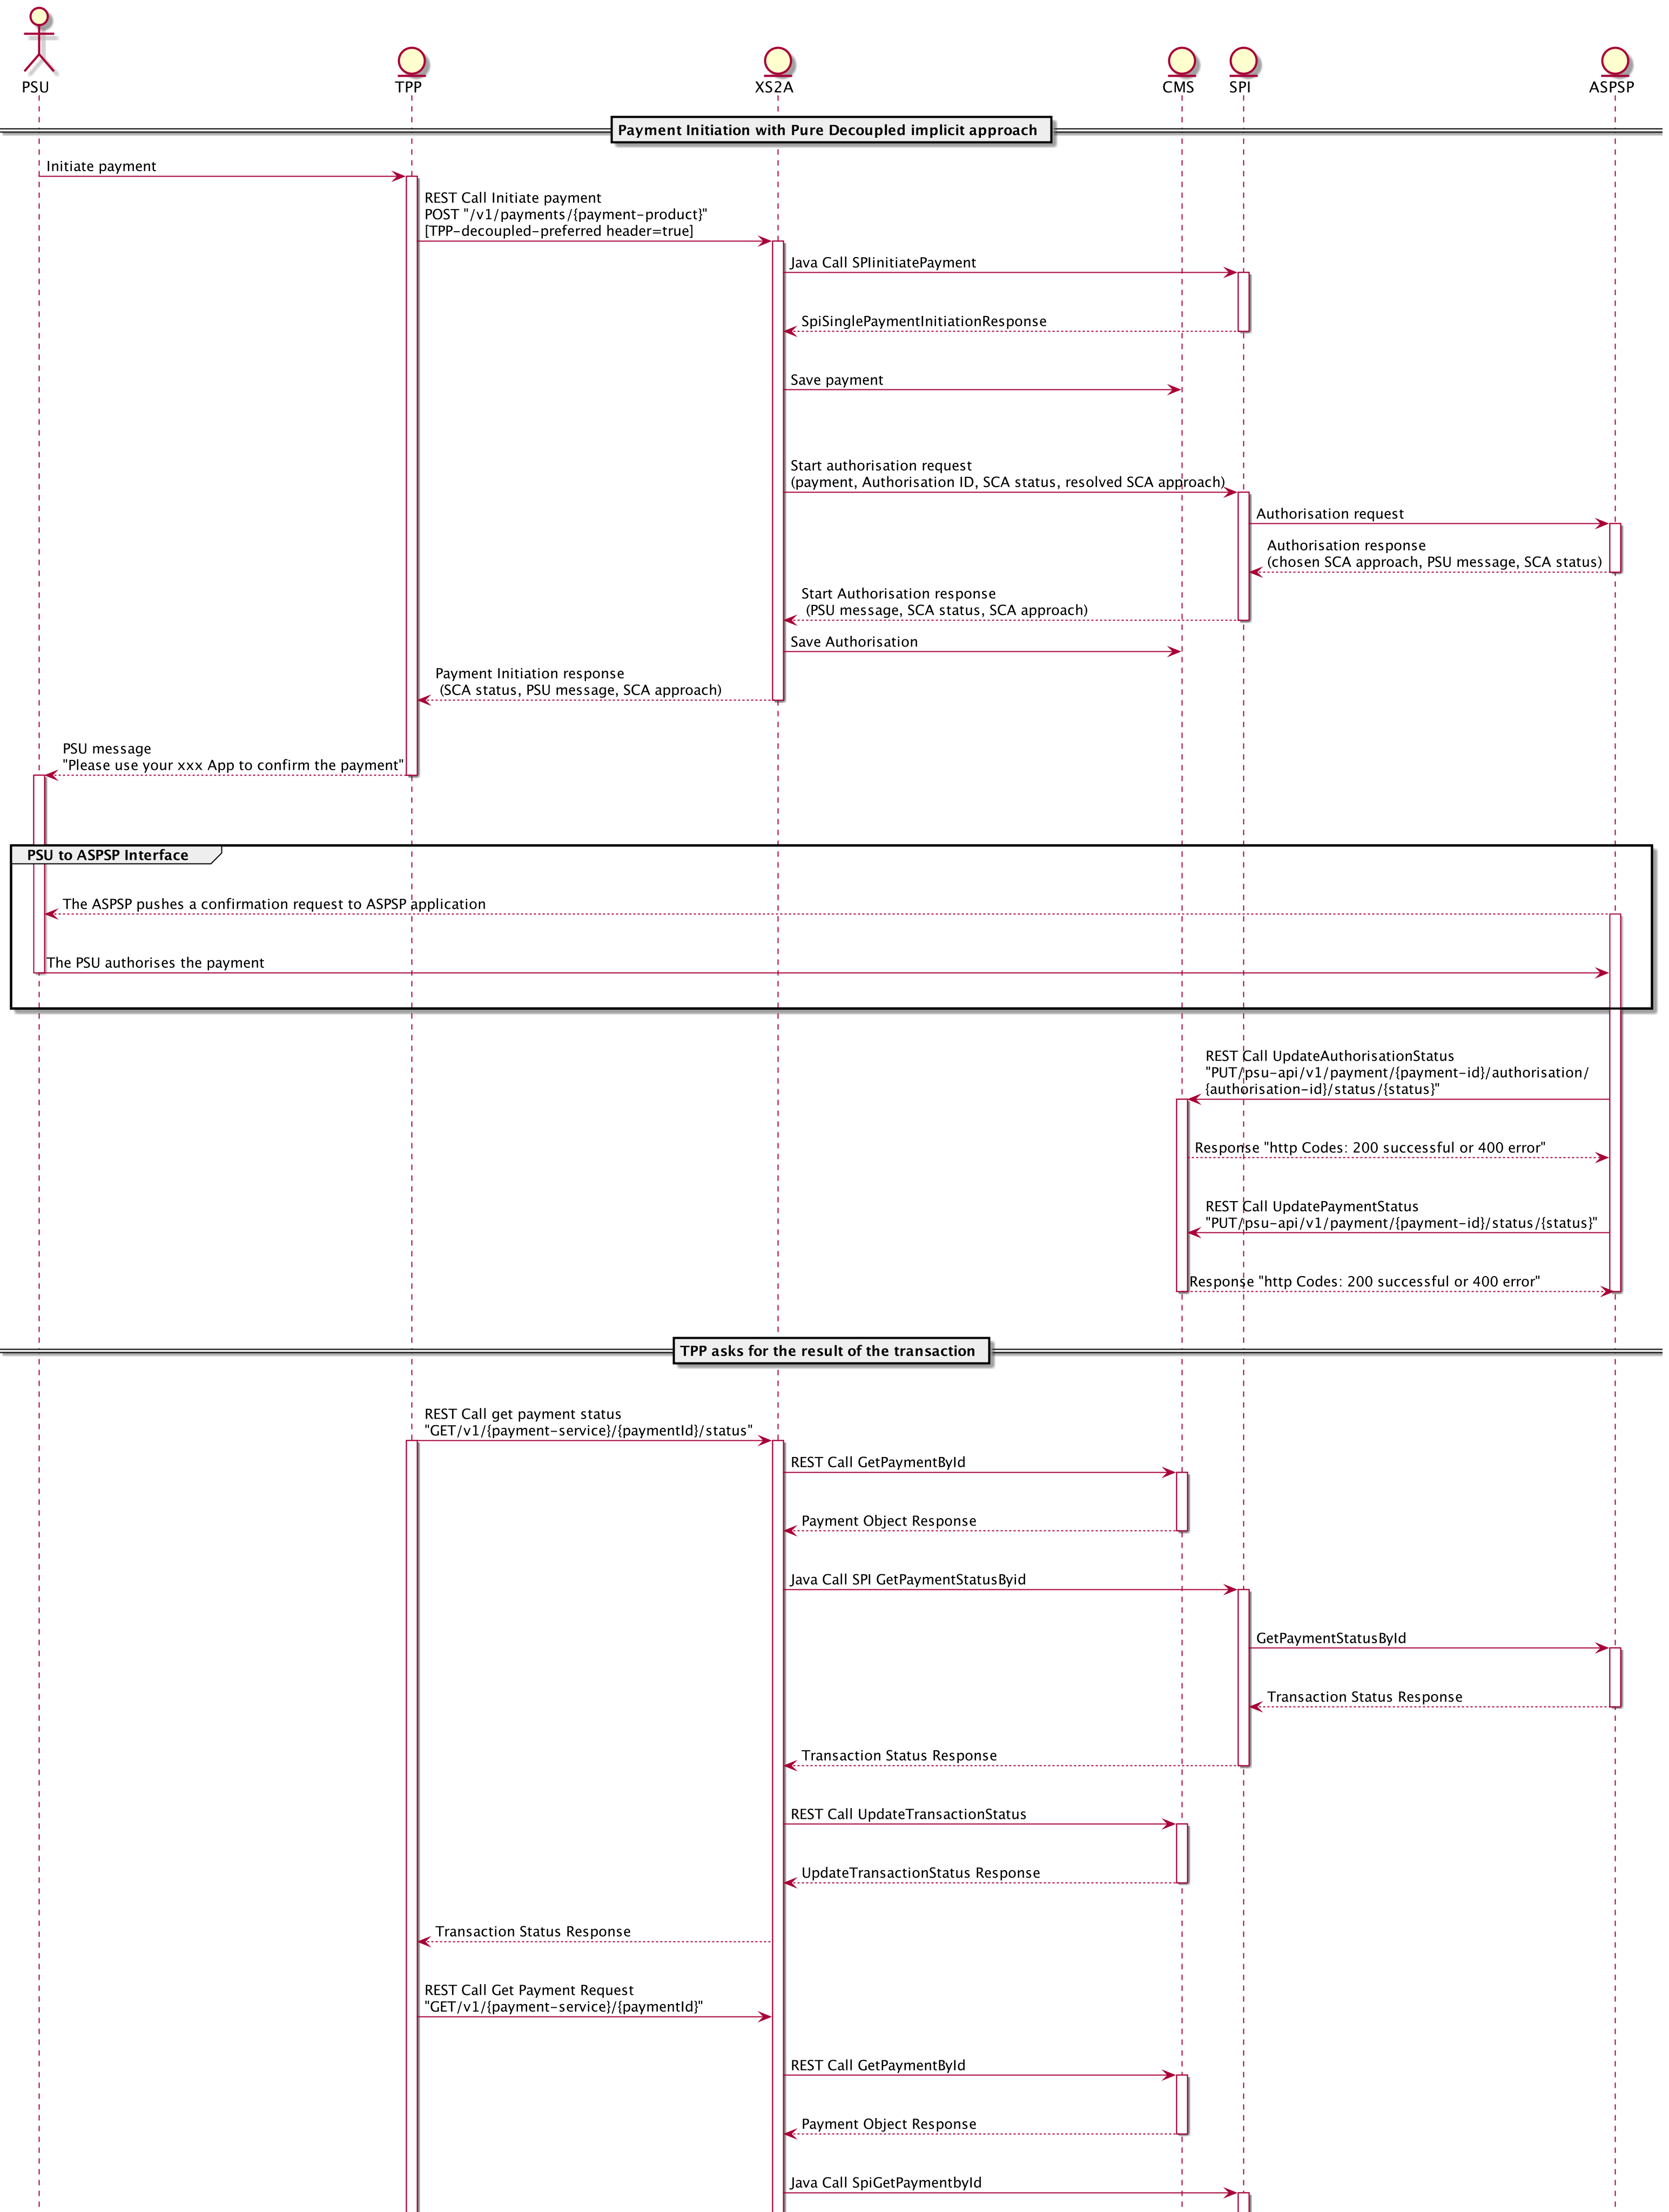 PSU
TPP
XS2A
CMS
SPI
ASPSP
Payment Initiation with Pure Decoupled implicit approach
Initiate payment
REST Call Initiate payment
POST "/v1/payments/{payment-product}"
[TPP-decoupled-preferred header=true]
Java Call SPIinitiatePayment
SpiSinglePaymentInitiationResponse
Save payment
Start authorisation request
(payment, Authorisation ID, SCA status, resolved SCA approach)
Authorisation request
Authorisation response
(chosen SCA approach, PSU message, SCA status)
Start Authorisation response
(PSU message, SCA status, SCA approach)
Save Authorisation
Payment Initiation response
(SCA status, PSU message, SCA approach)
PSU message
"Please use your xxx App to confirm the payment"
PSU to ASPSP Interface
The ASPSP pushes a confirmation request to ASPSP application
The PSU authorises the payment
REST Call UpdateAuthorisationStatus
"PUT/psu-api/v1/payment/{payment-id}/authorisation/
{authorisation-id}/status/{status}"
Response "http Codes: 200 successful or 400 error"
REST Call UpdatePaymentStatus
"PUT/psu-api/v1/payment/{payment-id}/status/{status}"
Response "http Codes: 200 successful or 400 error"
TPP asks for the result of the transaction
REST Call get payment status
"GET/v1/{payment-service}/{paymentId}/status"
REST Call GetPaymentById
Payment Object Response
Java Call SPI GetPaymentStatusByid
GetPaymentStatusById
Transaction Status Response
Transaction Status Response
REST Call UpdateTransactionStatus
UpdateTransactionStatus Response
Transaction Status Response
REST Call Get Payment Request
"GET/v1/{payment-service}/{paymentId}"
REST Call GetPaymentById
Payment Object Response
Java Call SpiGetPaymentbyId